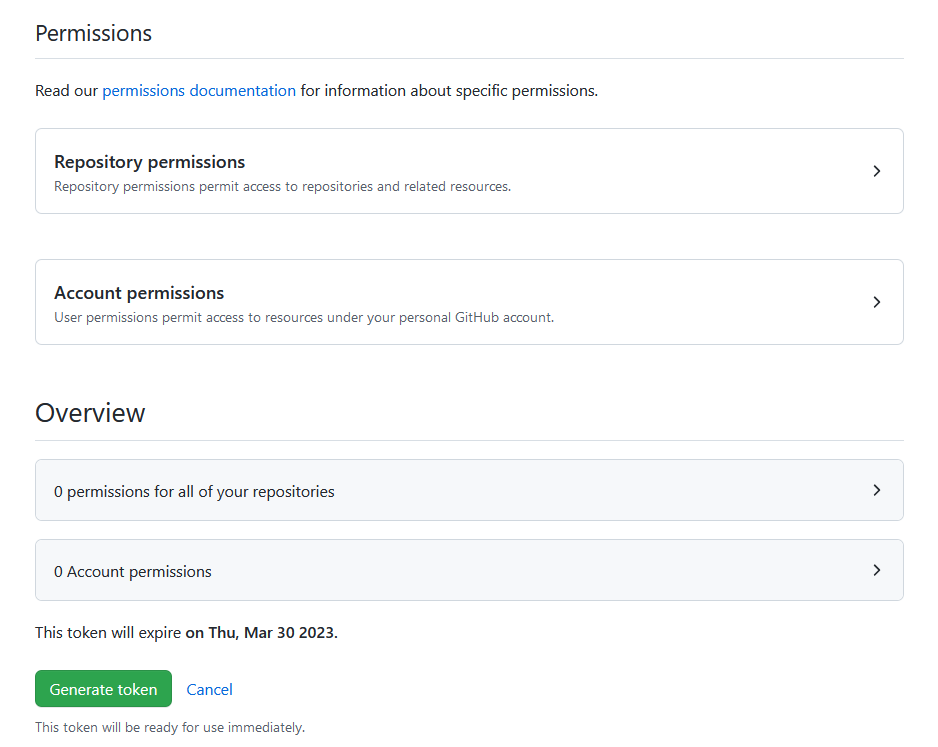 Permissions
Read our permissions documentation for information about specific permissions.
Repository permissions
Repository permissions permit access to repositories and related resources.
Account permissions
User permissions permit access to resources under your personal GitHub account.
Overview
0 permissions for all of your repositories
0 Account permissions
This token will expire on Thu, Mar 30 2023.
Generate token Cancel
This token will be ready for use immediately.